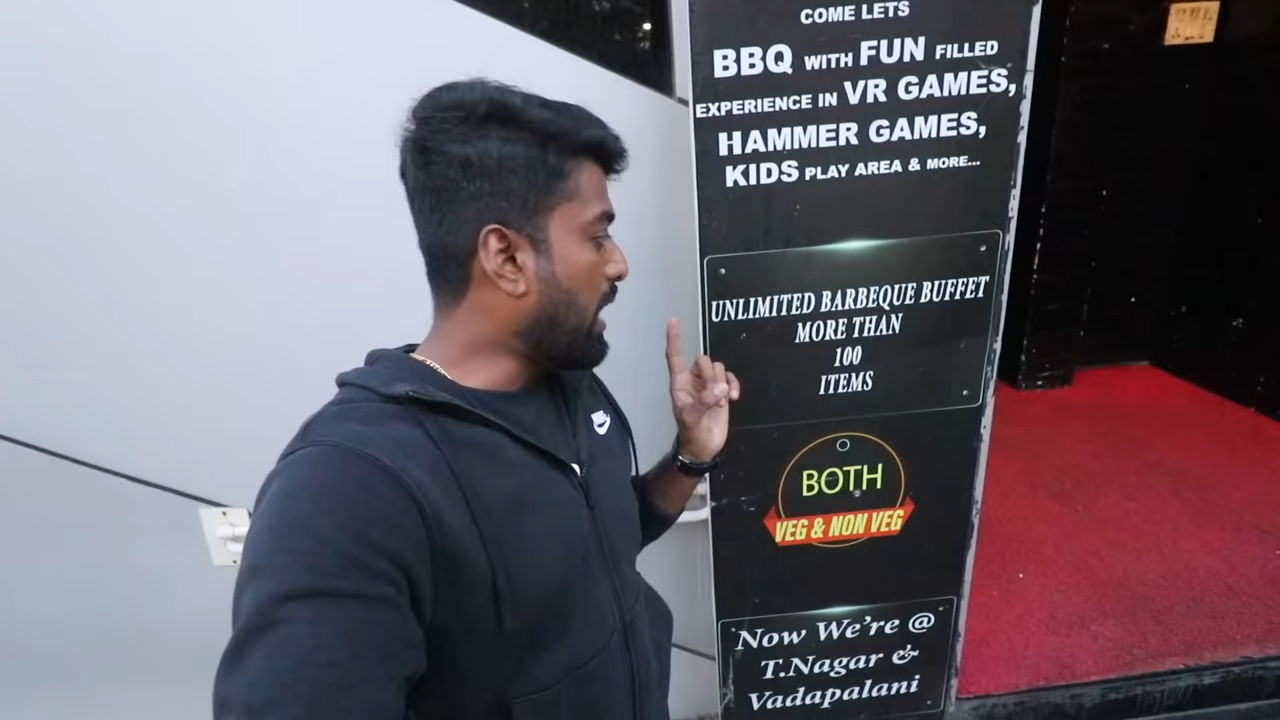 COME LETS
BBQ WITH FUN FILLED
EXPERIENCE IN VR GAMES,
HAMMER GAMES,
KIDS PLAY AREA & MORE...
UNLIMITED BARBEQUE BUFFET
MORE THAN
100
ITEMS
BOTH
VEG & NON VEG
Now We're @
T.Nagar &
Vadapalani